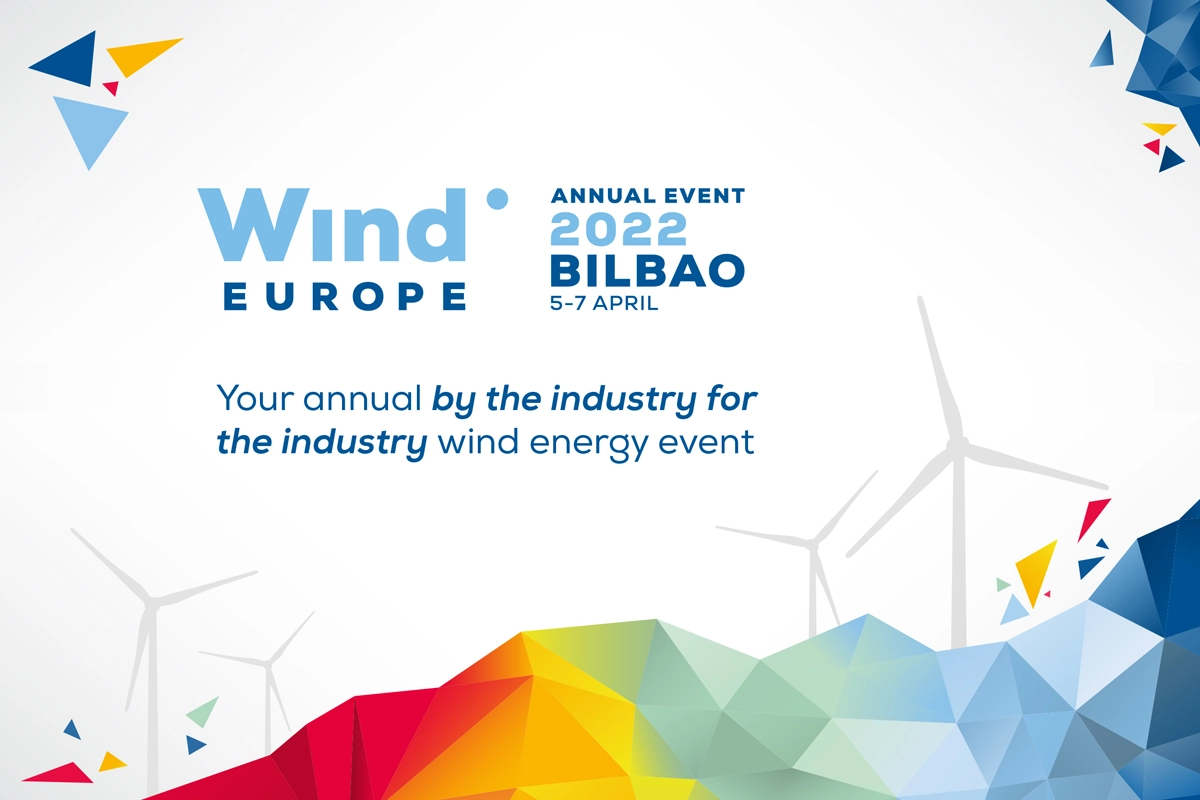 Wind
EUROPE
ANNUAL EVENT
2022
BILBAO
5-7 APRIL
Your annual by the industry for
the industry wind energy event